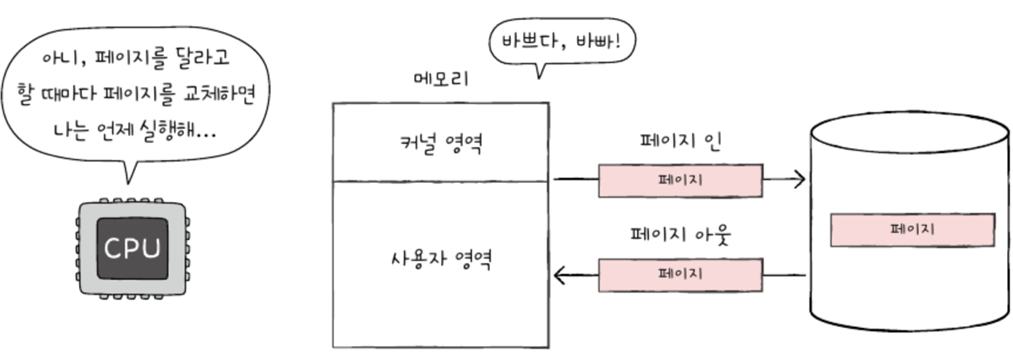 아니, 페이지를 달라고
할 때마다 페이지를 교체하면
나는 언제 실행해...
CPU
바쁘다, 바빠!
메모리
커널 영역
사용자 영역
페이지 인
페이지
페이지 아웃
페이지
페이지